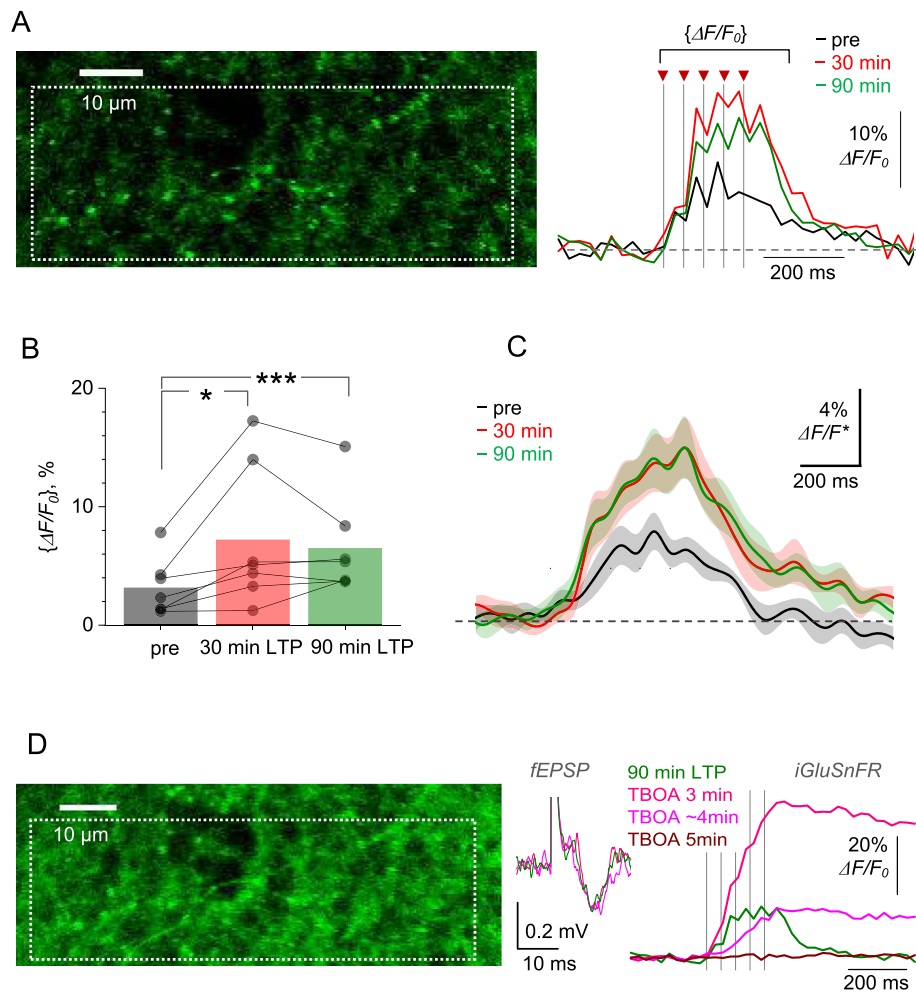 A
10 µm
{ΔF/F₀}
pre
30 min
90 min
10%
ΔF/F₀
200 ms
B
20
10
0
{ΔF/F₀}, %
*
***
pre
30 min LTP
90 min LTP
C
pre
30 min
90 min
4%
ΔF/F*
200 ms
D
10 µm
fEPSP
0.2 mV
10 ms
90 min LTP
TBOA 3 min
TBOA ~4min
TBOA 5min
iGluSnFR
20%
ΔF/F₀
200 ms